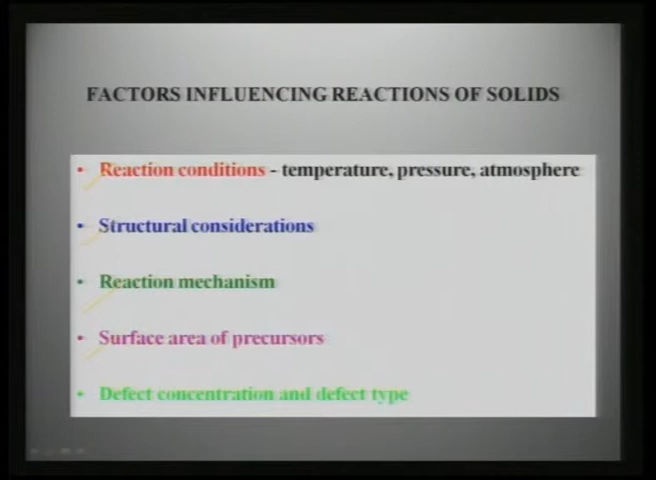 FACTORS INFLUENCING REACTIONS OF SOLIDS
• Reaction conditions - temperature, pressure, atmosphere
• Structural considerations
• Reaction mechanism
• Surface area of precursors
• Defect concentration and defect type